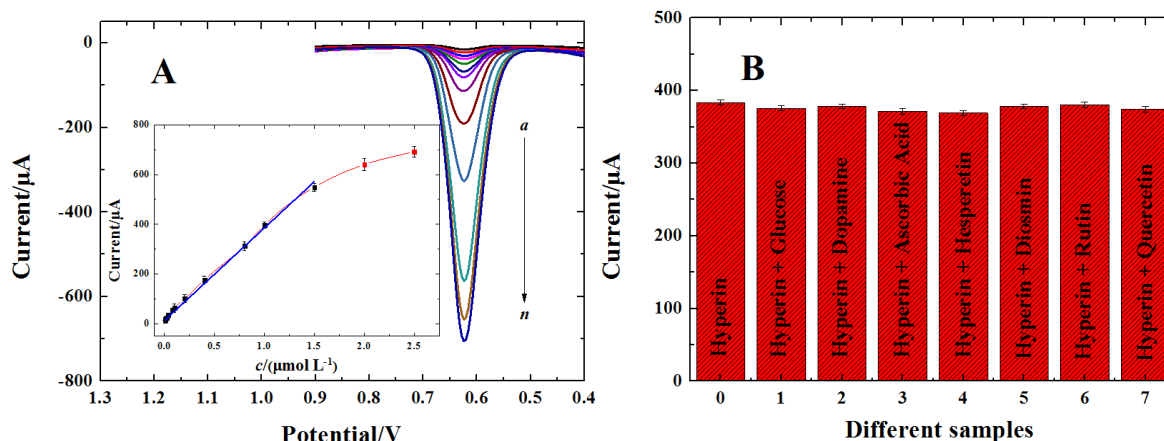 A
0
-200
-400
-600
-800
1.3
1.2
1.1
1.0
0.9
0.8
0.7
0.6
0.5
0.4
Current/μA
Potential/V
a
n
800
600
400
200
0
0.0
0.5
1.0
1.5
2.0
2.5
Current/μA
c/(μmol L⁻¹)
B
500
400
300
200
100
0
Current/μA
Hyperin
Hyperin + Glucose
Hyperin + Dopamine
Hyperin + Ascorbic Acid
Hyperin + Hesperetin
Hyperin + Diosmin
Hyperin + Rutin
Hyperin + Quercetin
0
1
2
3
4
5
6
7
Different samples